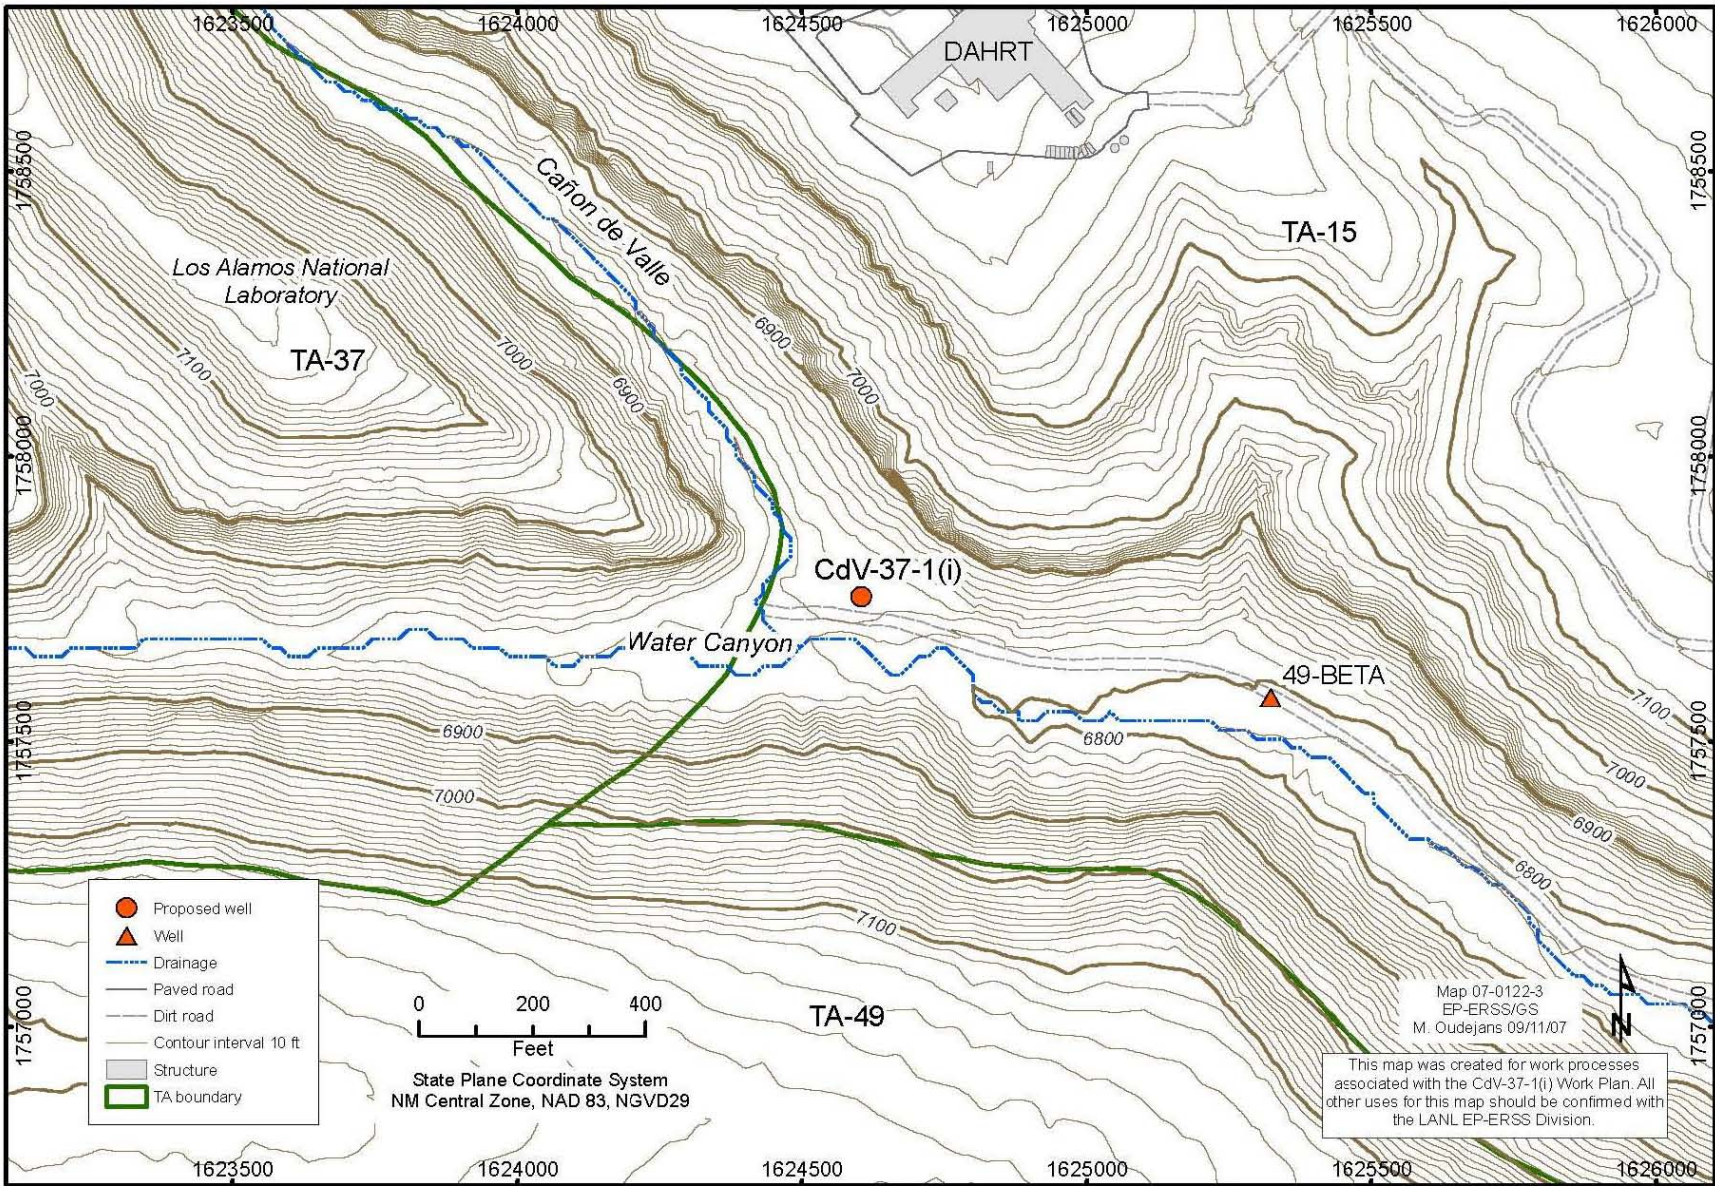 1623500
1624000
1624500
1625000
1625500
1626000
DAHRT
1758500
1758500
Cañon de Valle
TA-15
Los Alamos National
Laboratory
6900
7100
TA-37
7000
7000
6900
7000
1758000
1758000
CdV-37-1(i)
Water Canyon
49-BETA
7100
1757500
6900
6800
1757500
7000
7000
6900
6800
7100
Proposed well
Well
Drainage
Paved road
Dirt road
Contour interval 10 ft
Structure
TA boundary
1757000
0 200 400
Feet
State Plane Coordinate System
NM Central Zone, NAD 83, NGVD29
TA-49
Map 07-0122-3
EP-ERSS/GS
M. Oudejans 09/11/07
N
1757000
This map was created for work processes
associated with the CdV-37-1(i) Work Plan. All
other uses for this map should be confirmed with
the LANL EP-ERSS Division.
1623500
1624000
1624500
1625000
1625500
1626000